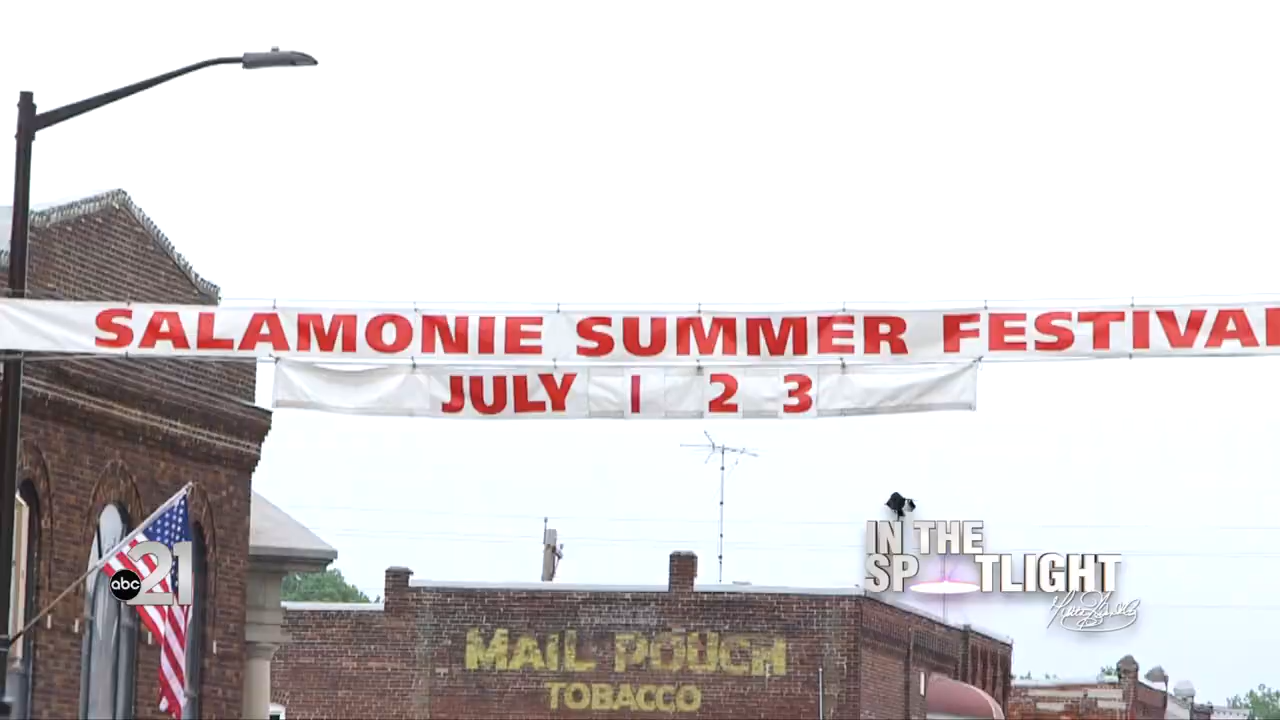 SALAMONIE SUMMER FESTIVAL
JULY 1 2 3
IN THE
SPOTLIGHT
abc 21
MAIL POUCH
TOBACCO